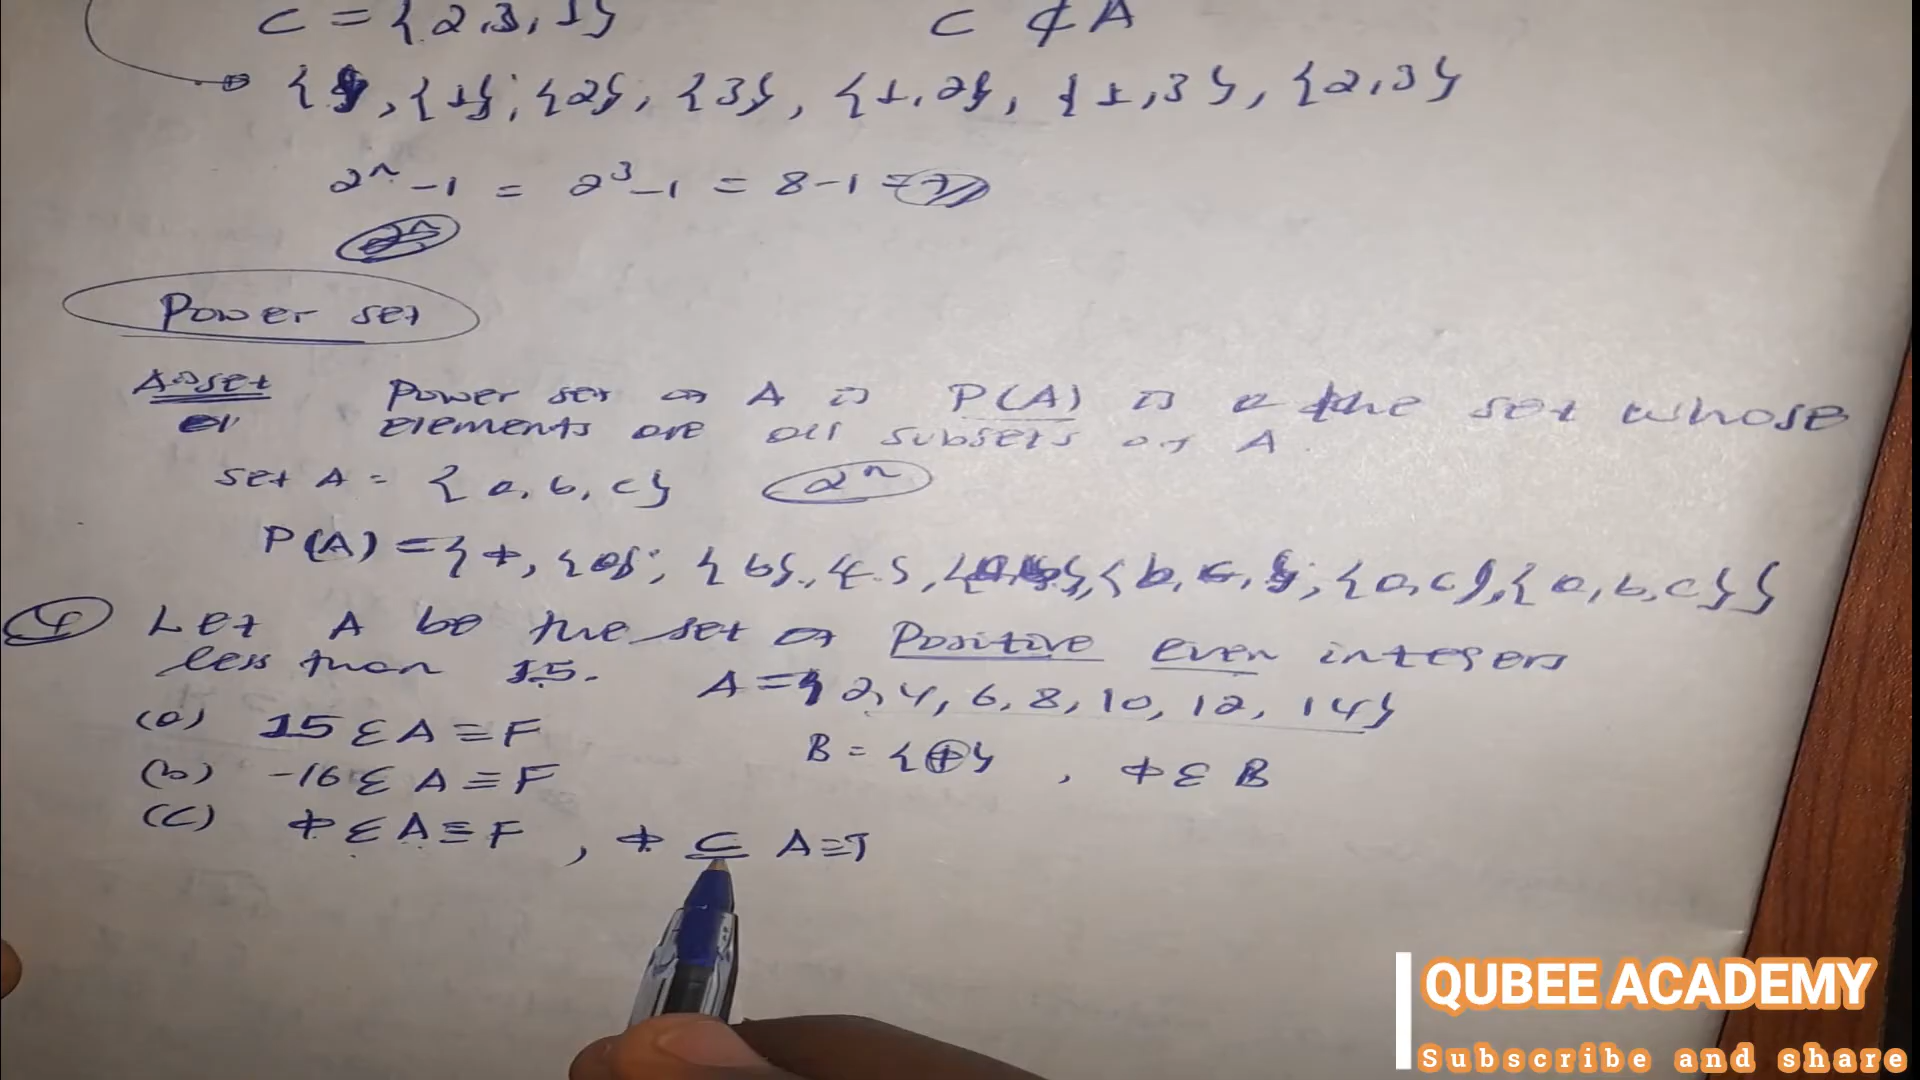 C = {2,3,1} C ⊄ A
{ }, {1}, {2}, {3}, {1,2}, {1,3}, {2,3}
2ⁿ - 1 = 2³ - 1 = 8 - 1 = 7
2ⁿ
Power set
A→set Power set of A is P(A) is the set whose
elements are all subsets of A.
set A = {a, b, c} 2ⁿ
P(A) = {ϕ, {a}, {b}, {c}, {a,b}, {b,c}, {a,c}, {a,b,c}}
Let A be the set of Positive even integers
less than 15. A = {2,4,6,8,10,12,14}
(a) 15 ∈ A ≡ F
B = {ϕ}, ϕ ∈ B
(b) -16 ∈ A ≡ F
(c) ϕ ∈ A ≡ F, ϕ ⊆ A ≡ T
QUBEE ACADEMY
Subscribe and share